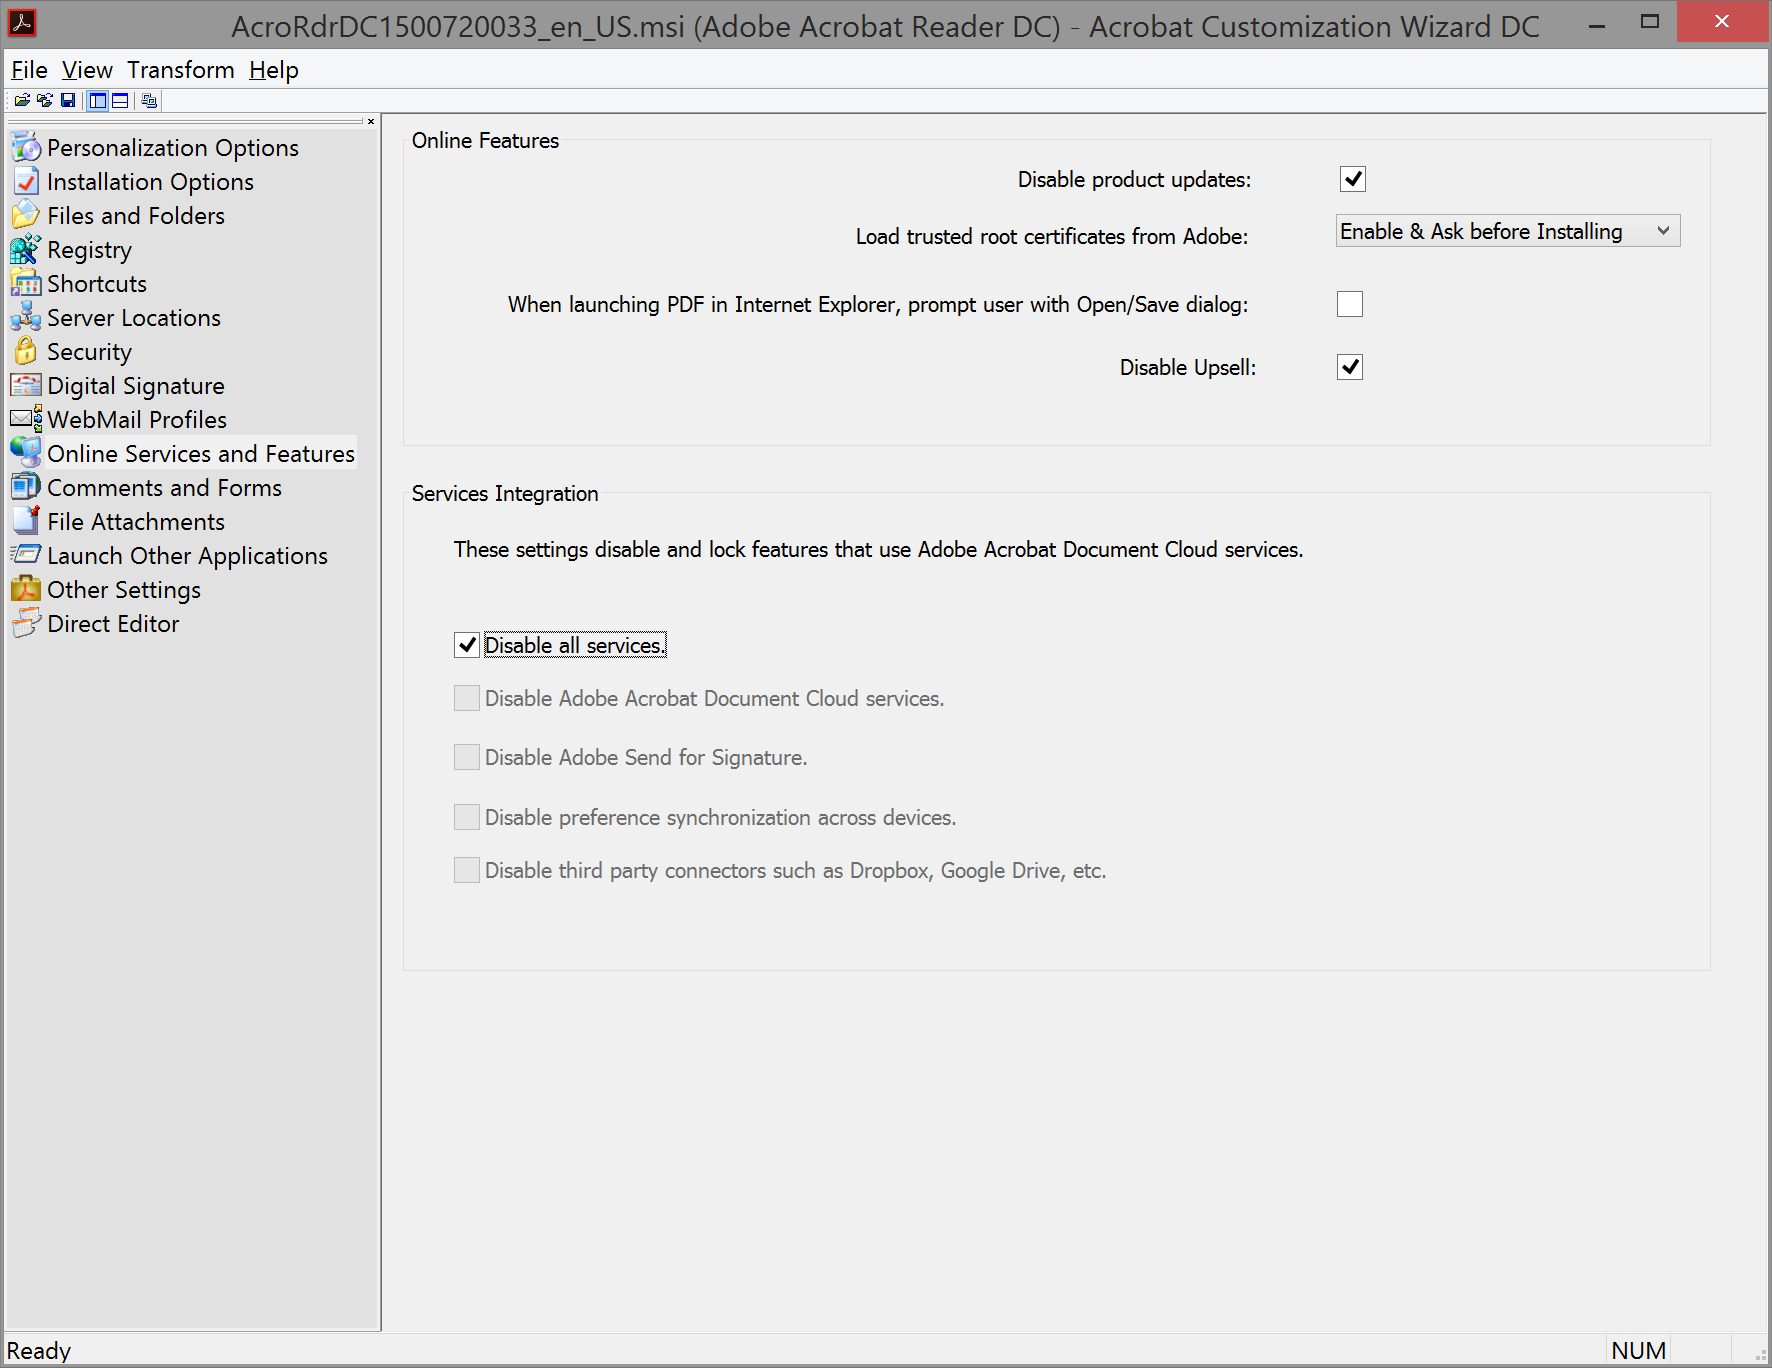 AcroRdrDC1500720033_en_US.msi (Adobe Acrobat Reader DC) - Acrobat Customization Wizard DC
File View Transform Help
Personalization Options
Installation Options
Files and Folders
Registry
Shortcuts
Server Locations
Security
Digital Signature
WebMail Profiles
Online Services and Features
Comments and Forms
File Attachments
Launch Other Applications
Other Settings
Direct Editor
Online Features
Disable product updates:
Load trusted root certificates from Adobe: Enable & Ask before Installing
When launching PDF in Internet Explorer, prompt user with Open/Save dialog:
Disable Upsell:
Services Integration
These settings disable and lock features that use Adobe Acrobat Document Cloud services.
Disable all services.
Disable Adobe Acrobat Document Cloud services.
Disable Adobe Send for Signature.
Disable preference synchronization across devices.
Disable third party connectors such as Dropbox, Google Drive, etc.
Ready NUM